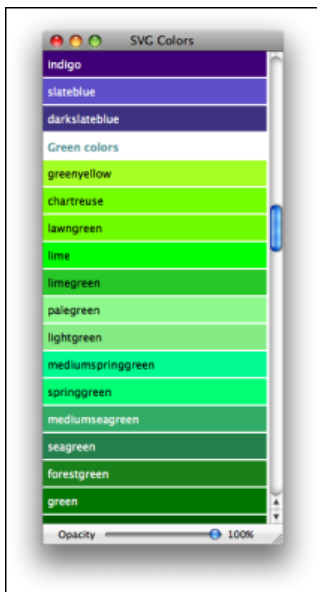 SVG Colors
indigo
slateblue
darkslateblue
Green colors
greenyellow
chartreuse
lawngreen
lime
limegreen
palegreen
lightgreen
mediumspringgreen
springgreen
mediumseagreen
seagreen
forestgreen
green
Opacity 100%